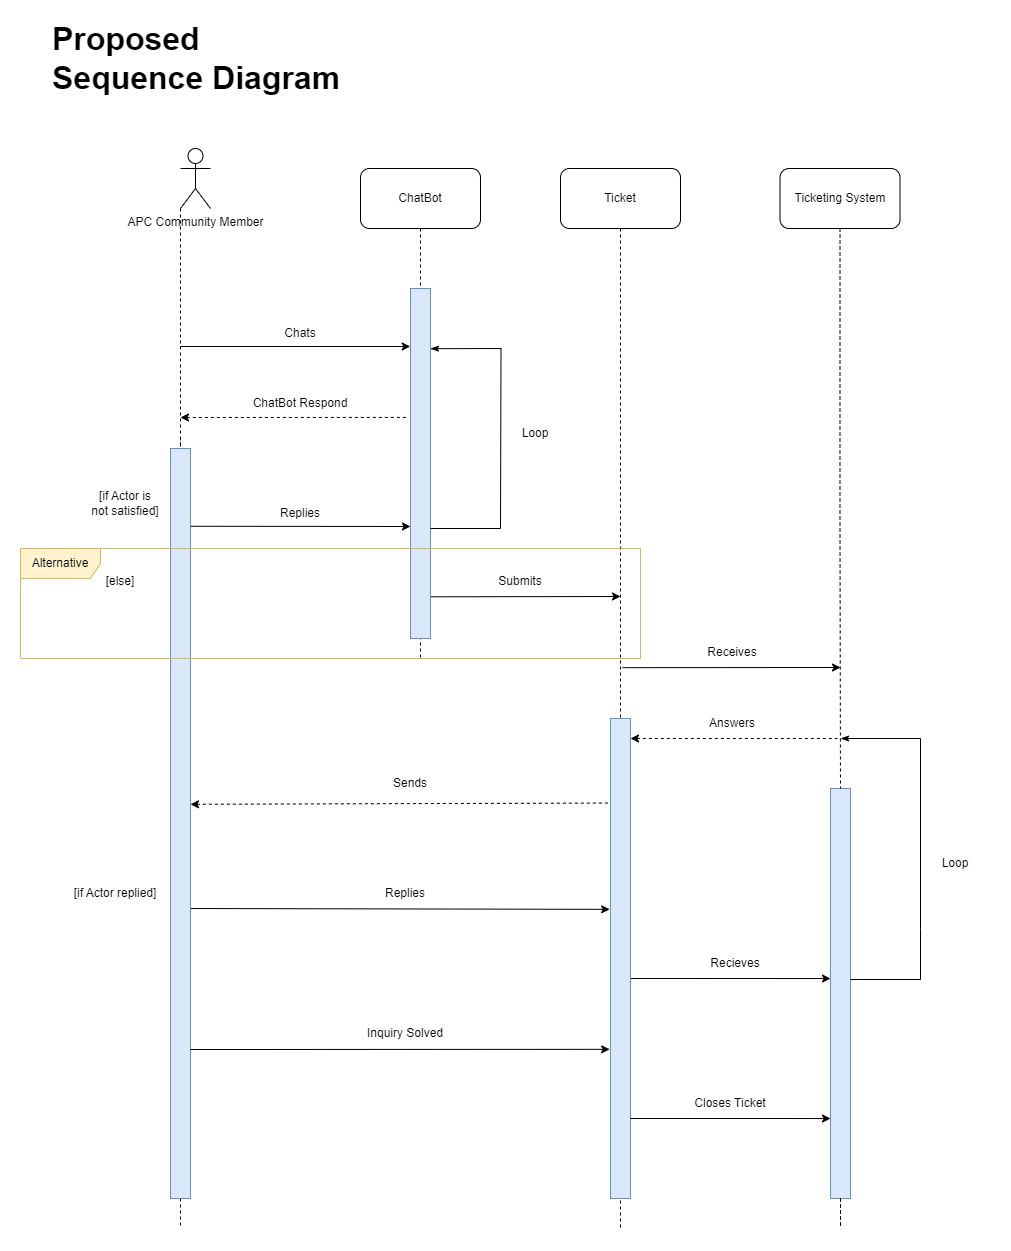 Proposed
Sequence Diagram
APC Community Member
ChatBot
Ticket
Ticketing System
Chats
ChatBot Respond
Loop
[if Actor is
not satisfied]
Replies
Alternative
[else]
Submits
Receives
Answers
Sends
Loop
[if Actor replied]
Replies
Recieves
Inquiry Solved
Closes Ticket